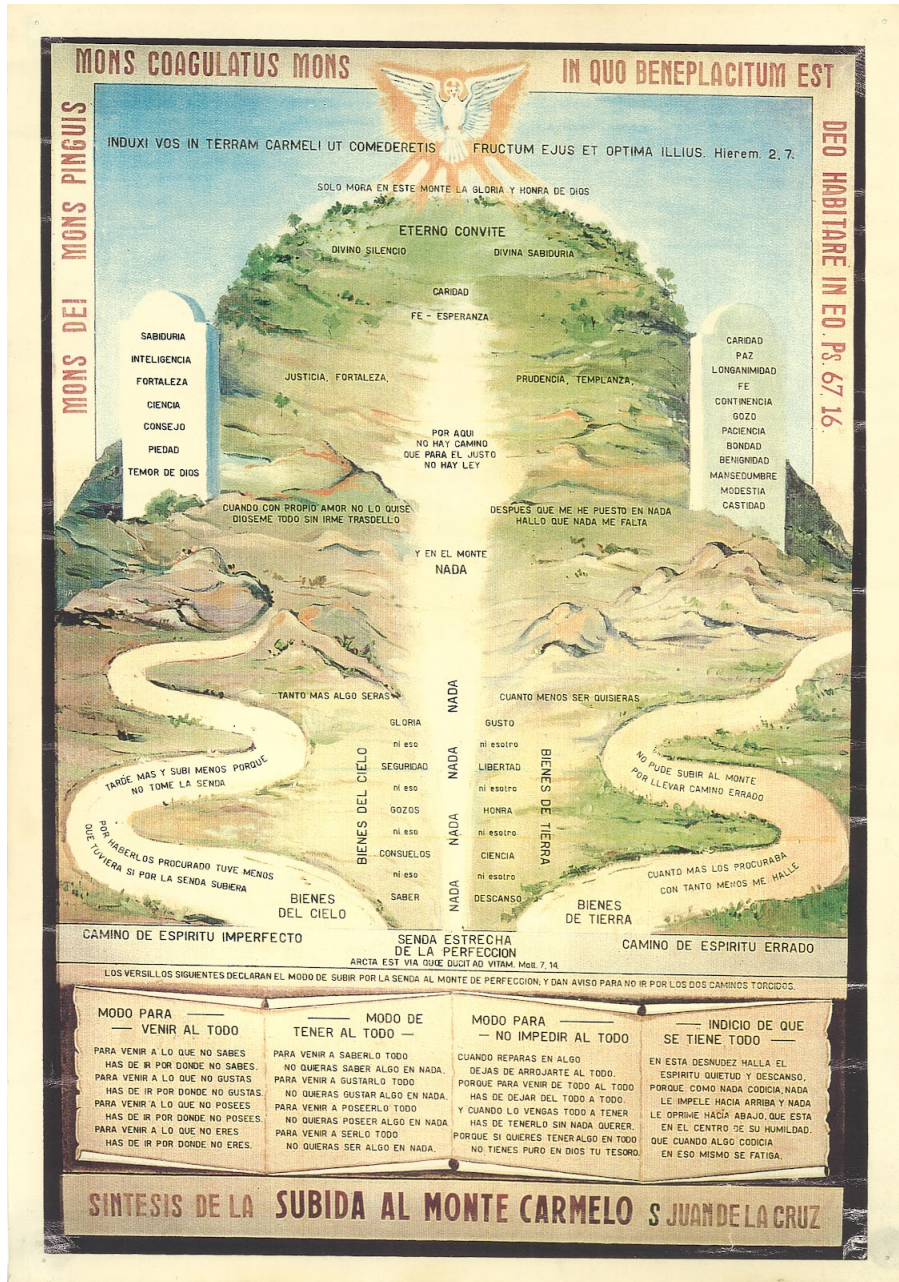 MONS COAGULATUS MONS
IN QUO BENEPLACITUM EST
MONS DEI MONS PINGUIS
DEO HABITARE IN EO. Ps. 67, 16.
INDUXI VOS IN TERRAM CARMELI UT COMEDERETIS FRUCTUM EJUS ET OPTIMA ILLIUS. Hierem. 2, 7.
SOLO MORA EN ESTE MONTE LA GLORIA Y HONRA DE DIOS
ETERNO CONVITE
DIVINO SILENCIO
DIVINA SABIDURIA
CARIDAD
FE - ESPERANZA
SABIDURIA
INTELIGENCIA
FORTALEZA
CIENCIA
CONSEJO
PIEDAD
TEMOR DE DIOS
JUSTICIA, FORTALEZA,
PRUDENCIA, TEMPLANZA,
CARIDAD
PAZ
LONGANIMIDAD
FE
CONTINENCIA
GOZO
PACIENCIA
BONDAD
BENIGNIDAD
MANSEDUMBRE
MODESTIA
CASTIDAD
POR AQUI
NO HAY CAMINO
QUE PARA EL JUSTO
NO HAY LEY
CUANDO CON PROPIO AMOR NO LO QUISE
DIOSEME TODO SIN IRME TRASDELLO
DESPUES QUE ME HE PUESTO EN NADA
HALLO QUE NADA ME FALTA
Y EN EL MONTE
NADA
TANTO MAS ALGO SERAS
CUANTO MENOS SER QUISIERAS
NADA NADA NADA NADA
BIENES DEL CIELO
GLORIA
ni eso
SEGURIDAD
ni eso
GOZOS
ni eso
CONSUELOS
ni eso
SABER
GUSTO
ni esotro
LIBERTAD
ni esotro
HONRA
ni esotro
CIENCIA
ni esotro
DESCANSO
BIENES DE TIERRA
TARDE MAS Y SUBI MENOS PORQUE
NO TOME LA SENDA
POR HABERLOS PROCURADO TUVE MENOS
QUE TUVIERA SI POR LA SENDA SUBIERA
BIENES
DEL CIELO
NO PUDE SUBIR AL MONTE
POR LLEVAR CAMINO ERRADO
CUANTO MAS LOS PROCURABA
CON TANTO MENOS ME HALLE
BIENES
DE TIERRA
CAMINO DE ESPIRITU IMPERFECTO
SENDA ESTRECHA
DE LA PERFECCION
ARCTA EST VIA QUŒ DUCIT AD VITAM. Matt. 7, 14.
CAMINO DE ESPIRITU ERRADO
LOS VERSILLOS SIGUIENTES DECLARAN EL MODO DE SUBIR POR LA SENDA AL MONTE DE PERFECCION; Y DAN AVISO PARA NO IR POR LOS DOS CAMINOS TORCIDOS.
MODO PARA
— VENIR AL TODO
PARA VENIR A LO QUE NO SABES
HAS DE IR POR DONDE NO SABES.
PARA VENIR A LO QUE NO GUSTAS
HAS DE IR POR DONDE NO GUSTAS.
PARA VENIR A LO QUE NO POSEES
HAS DE IR POR DONDE NO POSEES.
PARA VENIR A LO QUE NO ERES
HAS DE IR POR DONDE NO ERES.
— MODO DE
TENER AL TODO —
PARA VENIR A SABERLO TODO
NO QUIERAS SABER ALGO EN NADA.
PARA VENIR A GUSTARLO TODO
NO QUIERAS GUSTAR ALGO EN NADA.
PARA VENIR A POSEERLO TODO
NO QUIERAS POSEER ALGO EN NADA
PARA VENIR A SERLO TODO
NO QUIERAS SER ALGO EN NADA.
MODO PARA —
— NO IMPEDIR AL TODO
CUANDO REPARAS EN ALGO
DEJAS DE ARROJARTE AL TODO.
PORQUE PARA VENIR DE TODO AL TODO
HAS DE DEJAR DEL TODO A TODO.
Y CUANDO LO VENGAS TODO A TENER
HAS DE TENERLO SIN NADA QUERER.
PORQUE SI QUIERES TENER ALGO EN TODO
NO TIENES PURO EN DIOS TU TESORO.
— INDICIO DE QUE
SE TIENE TODO —
EN ESTA DESNUDEZ HALLA EL
ESPIRITU QUIETUD Y DESCANSO,
PORQUE COMO NADA CODICIA, NADA
LE IMPELE HACIA ARRIBA Y NADA
LE OPRIME HACIA ABAJO, QUE ESTA
EN EL CENTRO DE SU HUMILDAD.
QUE CUANDO ALGO CODICIA
EN ESO MISMO SE FATIGA.
SINTESIS DE LA SUBIDA AL MONTE CARMELO S JUAN DE LA CRUZ